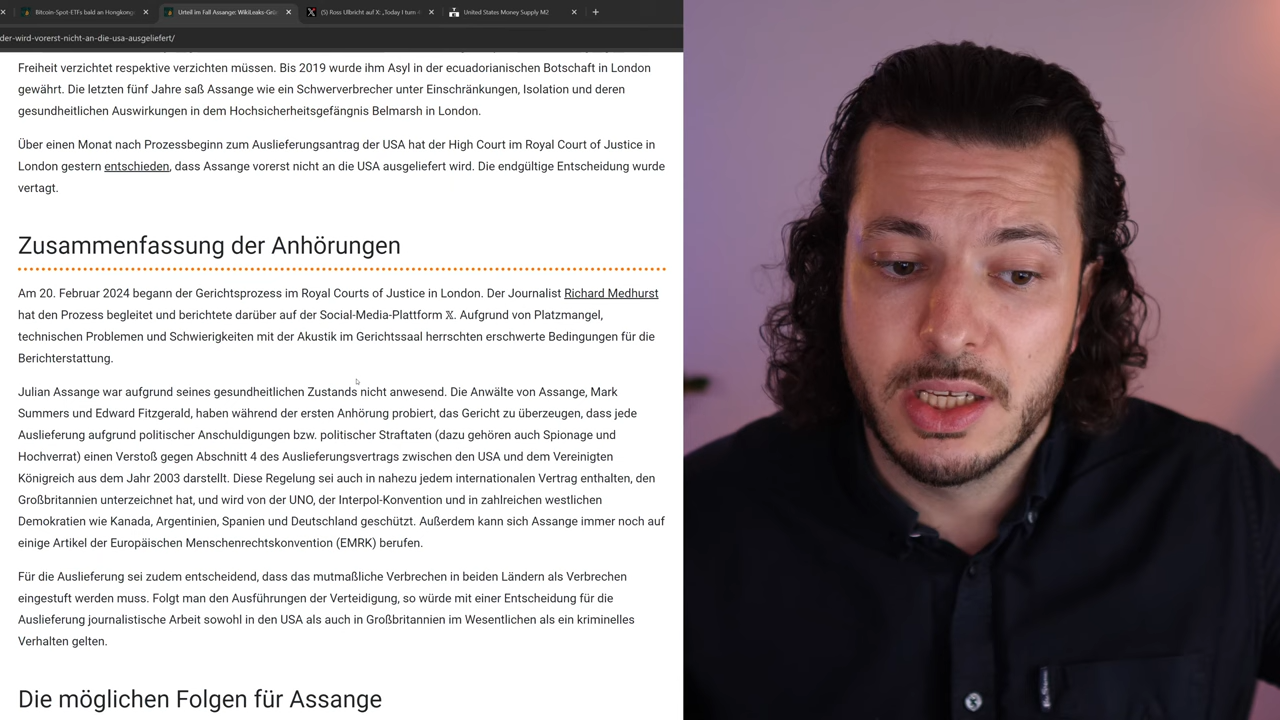 Bitcoin-Spot-ETFs bald an Hongkong
Urteil im Fall Assange: WikiLeaks-Grü
(5) Ross Ulbricht auf X: „Today I turn
United States Money Supply M2
der-wird-vorerst-nicht-an-die-usa-ausgeliefert/
Freiheit verzichtet respektive verzichten müssen. Bis 2019 wurde ihm Asyl in der ecuadorianischen Botschaft in London
gewährt. Die letzten fünf Jahre saß Assange wie ein Schwerverbrecher unter Einschränkungen, Isolation und deren
gesundheitlichen Auswirkungen in dem Hochsicherheitsgefängnis Belmarsh in London.
Über einen Monat nach Prozessbeginn zum Auslieferungsantrag der USA hat der High Court im Royal Court of Justice in
London gestern entschieden, dass Assange vorerst nicht an die USA ausgeliefert wird. Die endgültige Entscheidung wurde
vertagt.
Zusammenfassung der Anhörungen
Am 20. Februar 2024 begann der Gerichtsprozess im Royal Courts of Justice in London. Der Journalist Richard Medhurst
hat den Prozess begleitet und berichtete darüber auf der Social-Media-Plattform 𝕏. Aufgrund von Platzmangel,
technischen Problemen und Schwierigkeiten mit der Akustik im Gerichtssaal herrschten erschwerte Bedingungen für die
Berichterstattung.
Julian Assange war aufgrund seines gesundheitlichen Zustands nicht anwesend. Die Anwälte von Assange, Mark
Summers und Edward Fitzgerald, haben während der ersten Anhörung probiert, das Gericht zu überzeugen, dass jede
Auslieferung aufgrund politischer Anschuldigungen bzw. politischer Straftaten (dazu gehören auch Spionage und
Hochverrat) einen Verstoß gegen Abschnitt 4 des Auslieferungsvertrags zwischen den USA und dem Vereinigten
Königreich aus dem Jahr 2003 darstellt. Diese Regelung sei auch in nahezu jedem internationalen Vertrag enthalten, den
Großbritannien unterzeichnet hat, und wird von der UNO, der Interpol-Konvention und in zahlreichen westlichen
Demokratien wie Kanada, Argentinien, Spanien und Deutschland geschützt. Außerdem kann sich Assange immer noch auf
einige Artikel der Europäischen Menschenrechtskonvention (EMRK) berufen.
Für die Auslieferung sei zudem entscheidend, dass das mutmaßliche Verbrechen in beiden Ländern als Verbrechen
eingestuft werden muss. Folgt man den Ausführungen der Verteidigung, so würde mit einer Entscheidung für die
Auslieferung journalistische Arbeit sowohl in den USA als auch in Großbritannien im Wesentlichen als ein kriminelles
Verhalten gelten.
Die möglichen Folgen für Assange